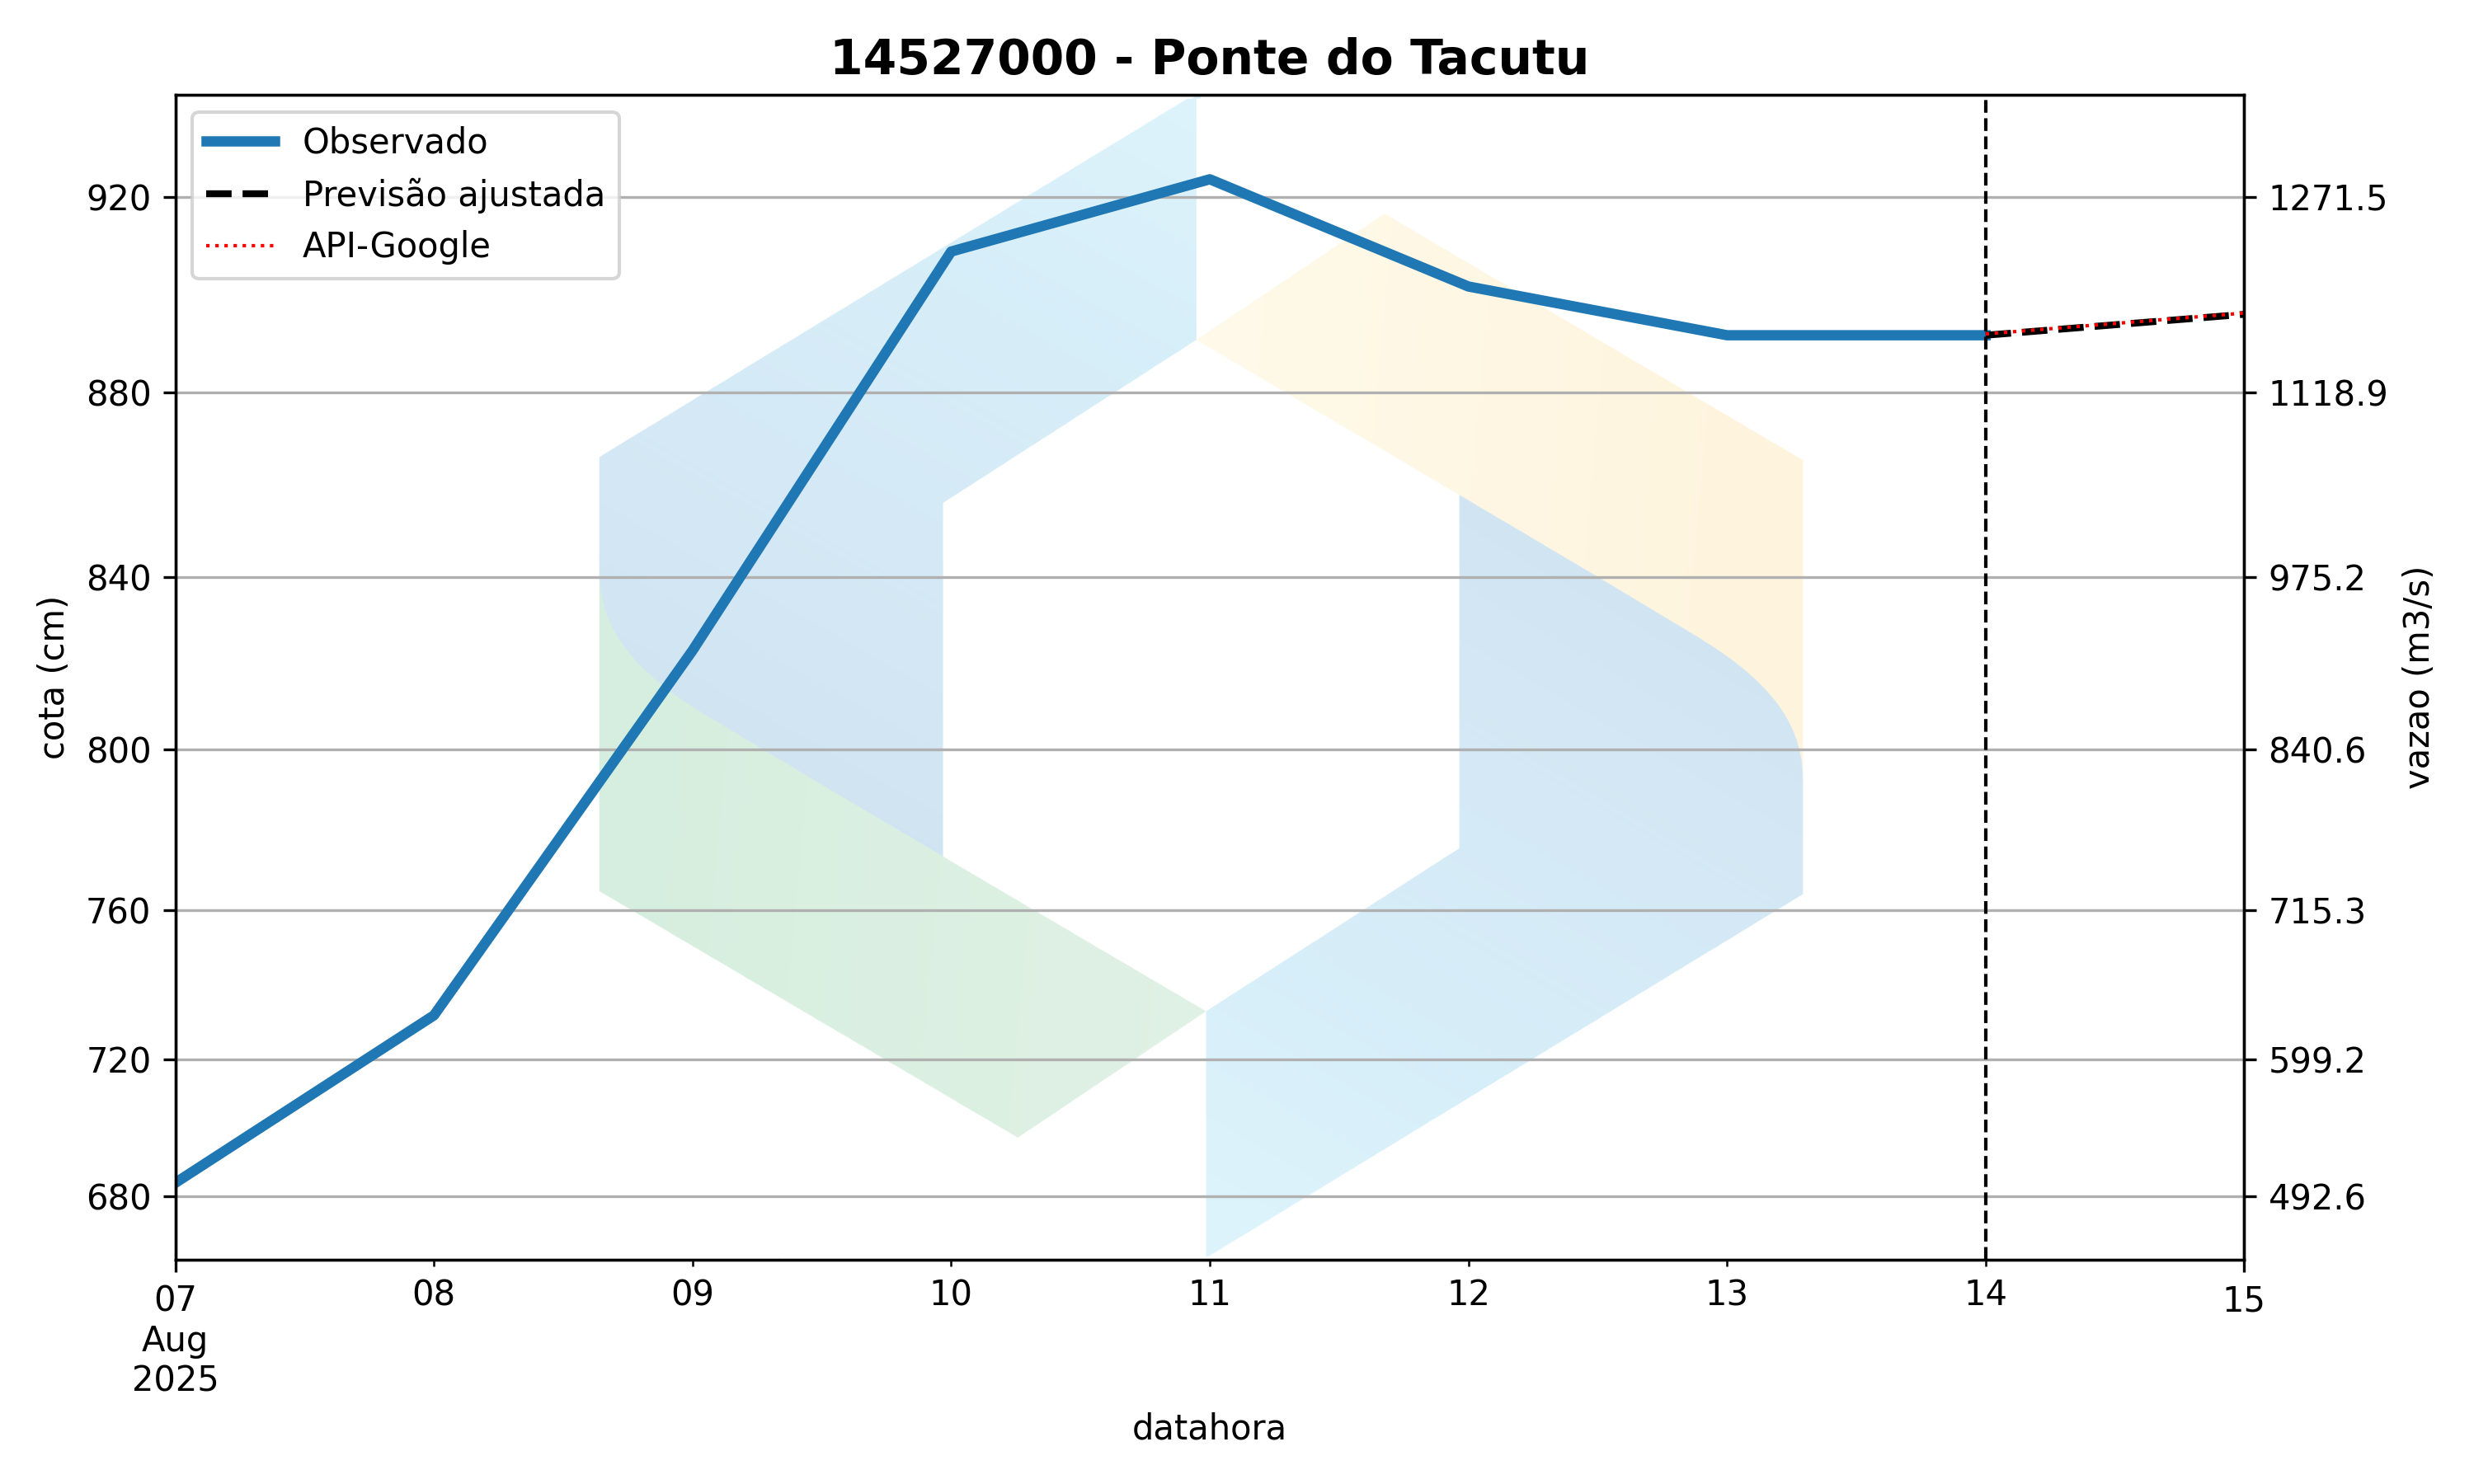 14527000 - Ponte do Tacutu
Observado
Previsão ajustada
API-Google
920
880
840
800
760
720
680
cota (cm)
1271.5
1118.9
975.2
840.6
715.3
599.2
492.6
vazao (m3/s)
07 08 09 10 11 12 13 14 15
Aug
2025
datahora